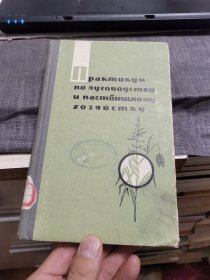 Практикум
по луговодству
и пастбищному
хозяйству